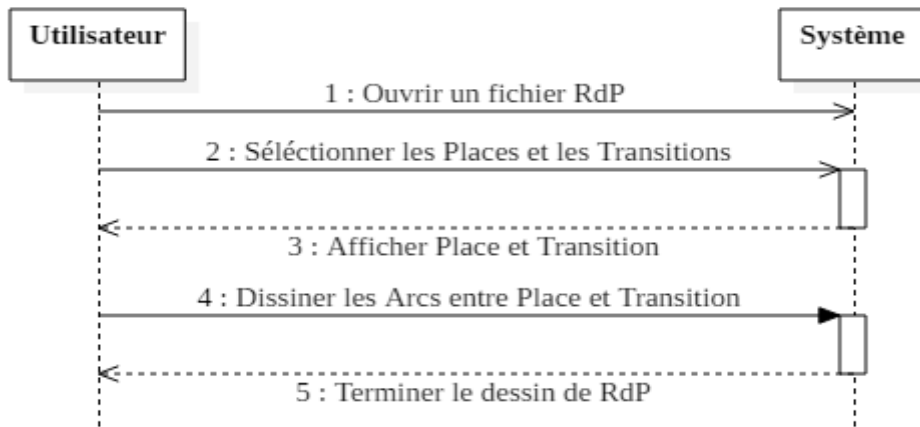 Utilisateur
Système
1 : Ouvrir un fichier RdP
2 : Séléctionner les Places et les Transitions
3 : Afficher Place et Transition
4 : Dissiner les Arcs entre Place et Transition
5 : Terminer le dessin de RdP